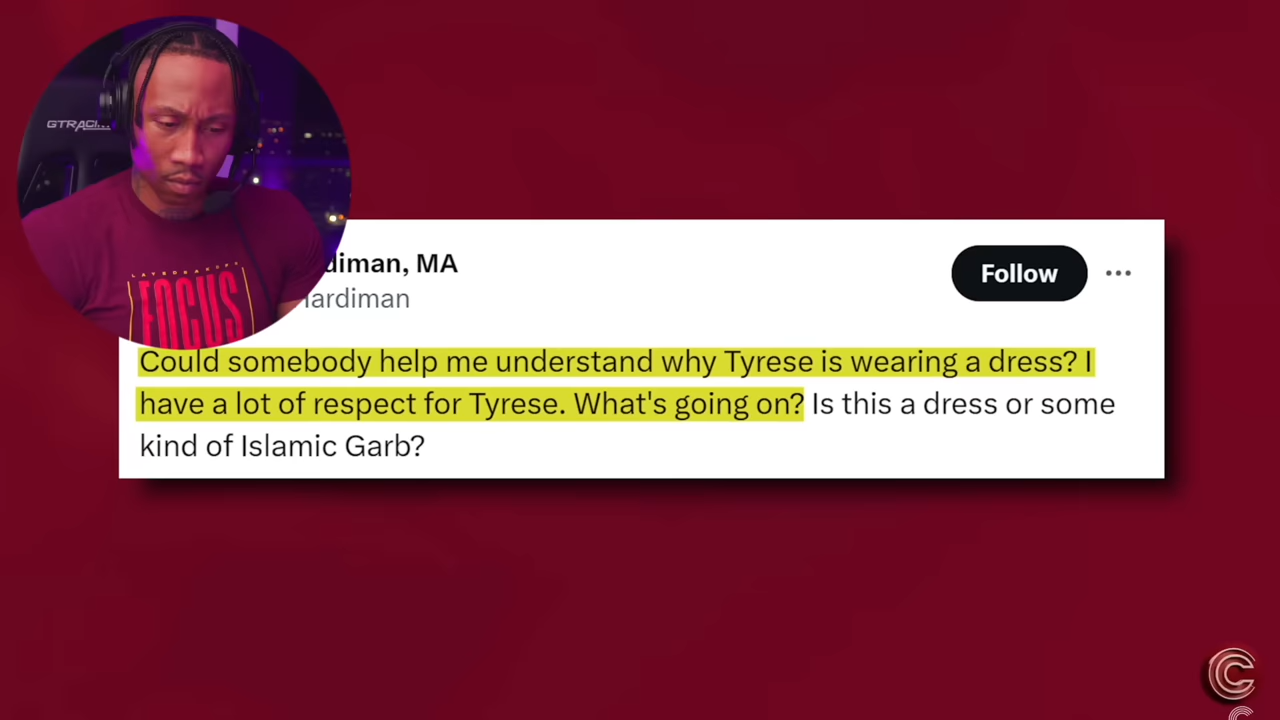 GTRACI...
LAYEDBAKDFR
FOCUS
diman, MA
Follow
ardiman
Could somebody help me understand why Tyrese is wearing a dress? I
have a lot of respect for Tyrese. What's going on? Is this a dress or some
kind of Islamic Garb?